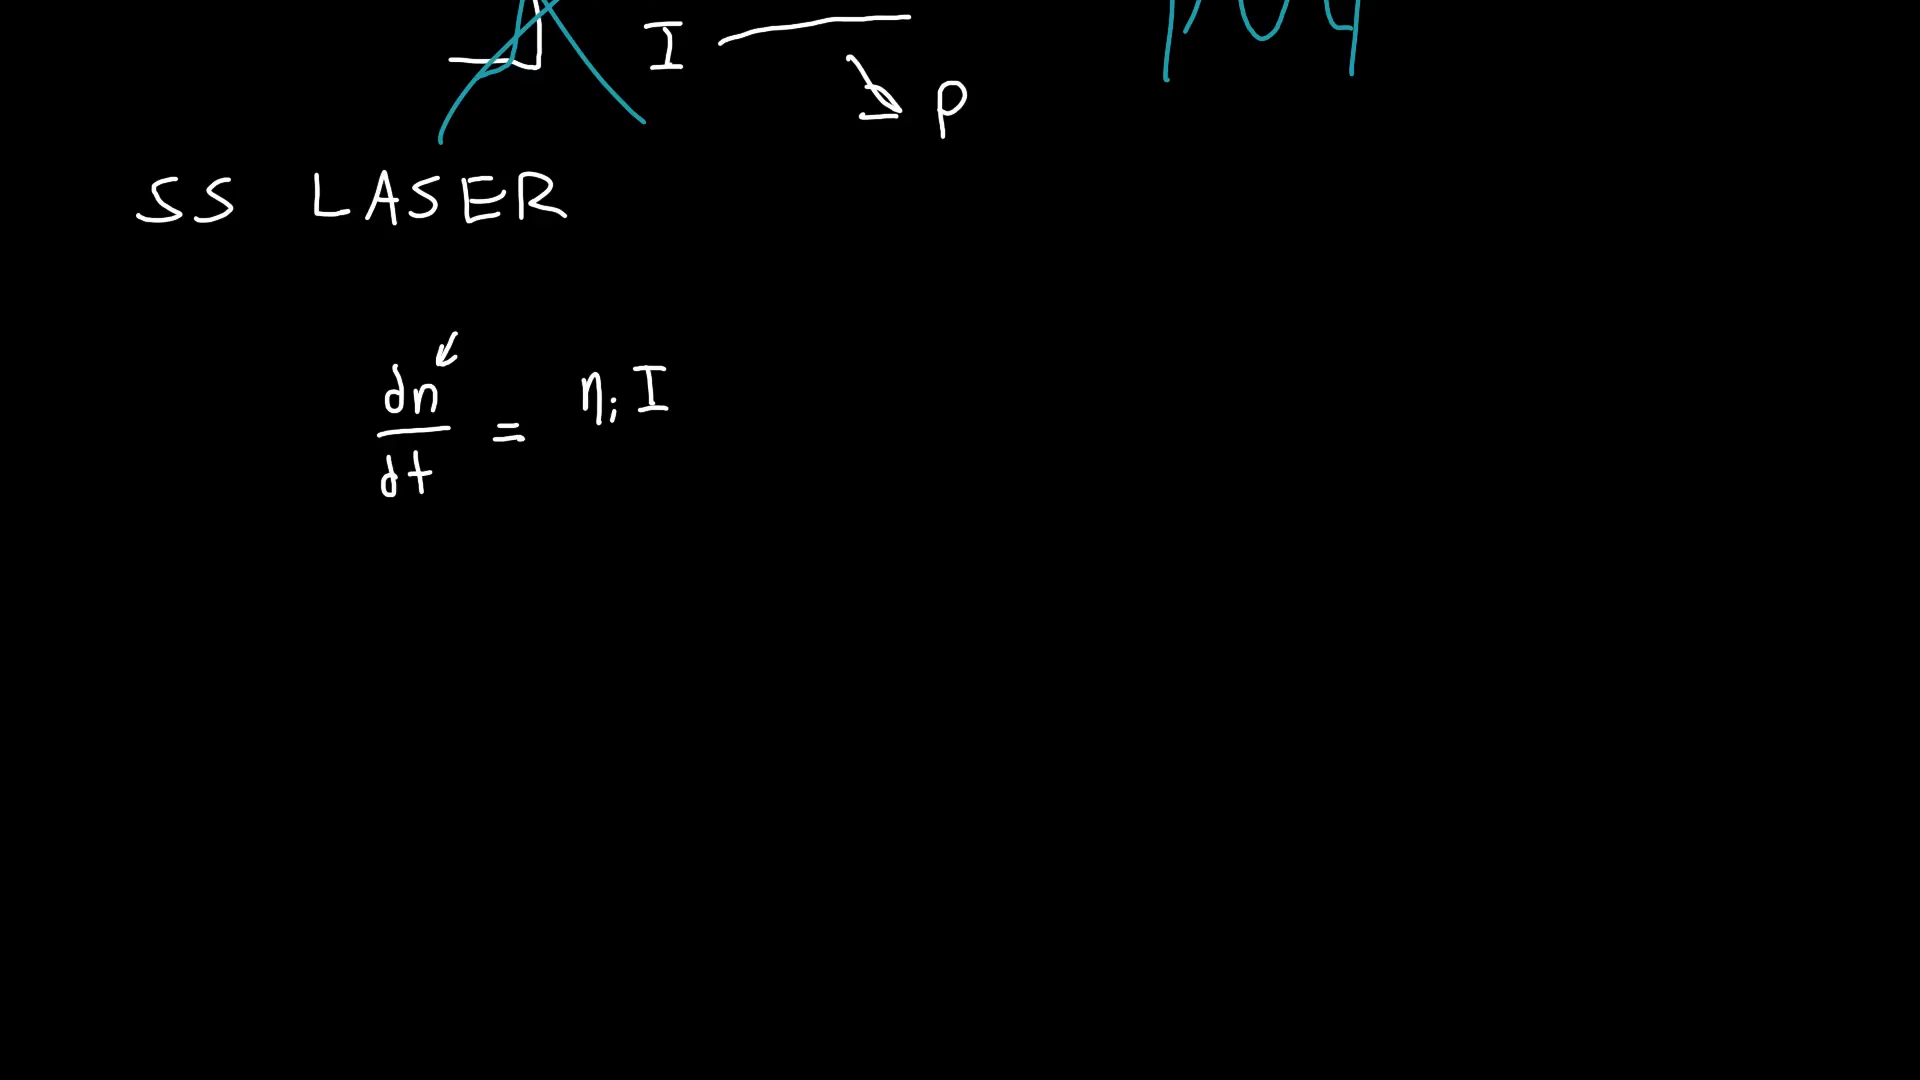 I
P
SS LASER
dn/dt = ηᵢ I